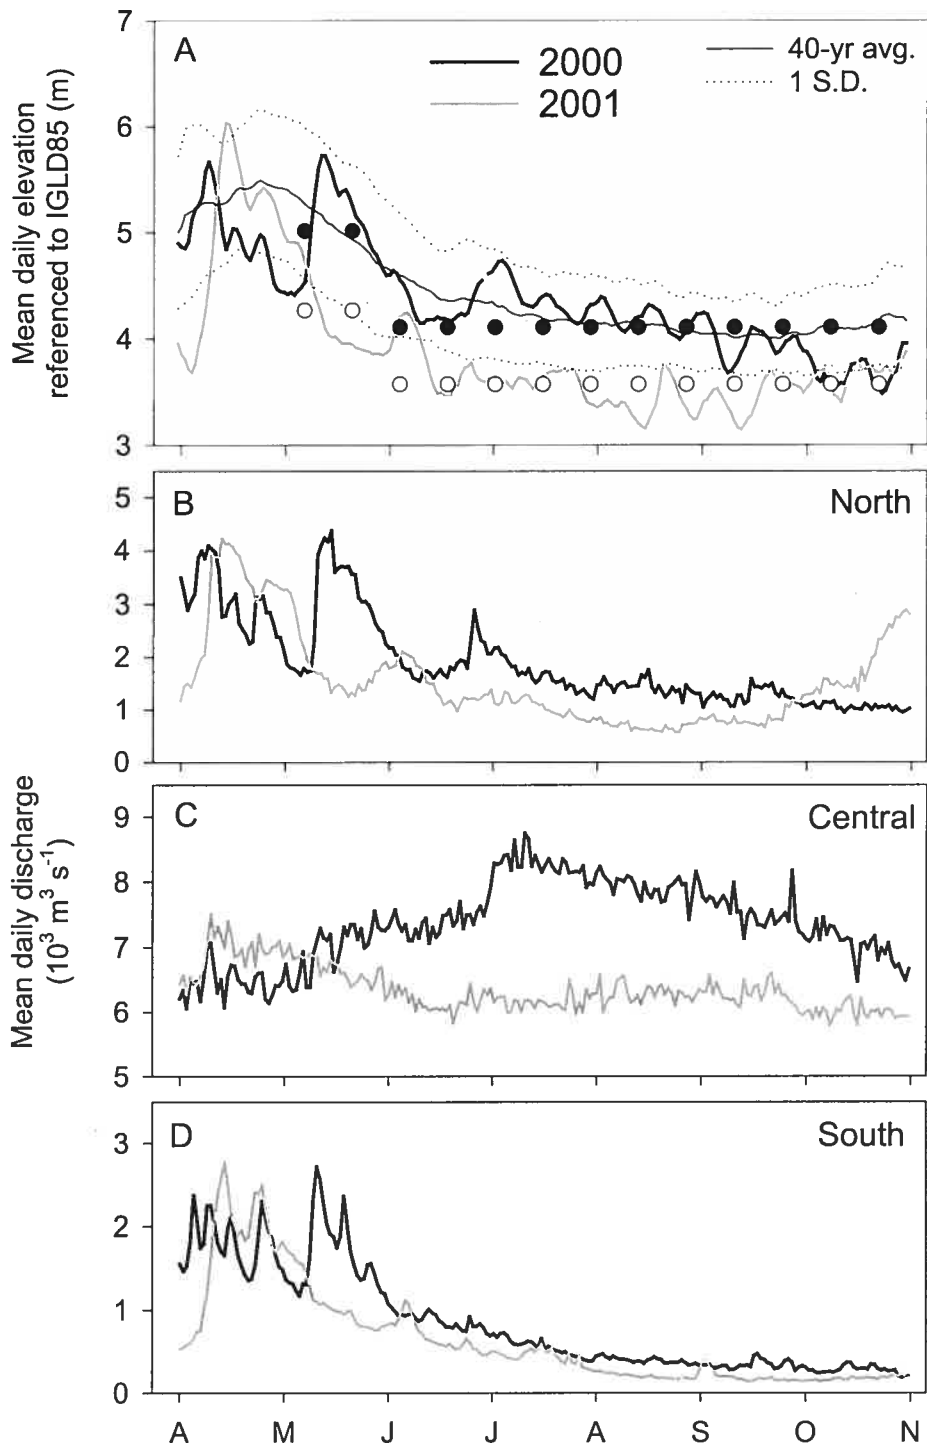 7
6
5
4
3
Mean daily elevation
referenced to IGLD85 (m)
A
2000
2001
40-yr avg.
1 S.D.
5
4
3
2
1
0
B
North
Mean daily discharge
(10³ m³ s⁻¹)
9
8
7
6
5
C
Central
3
2
1
0
D
South
A M J J A S O N